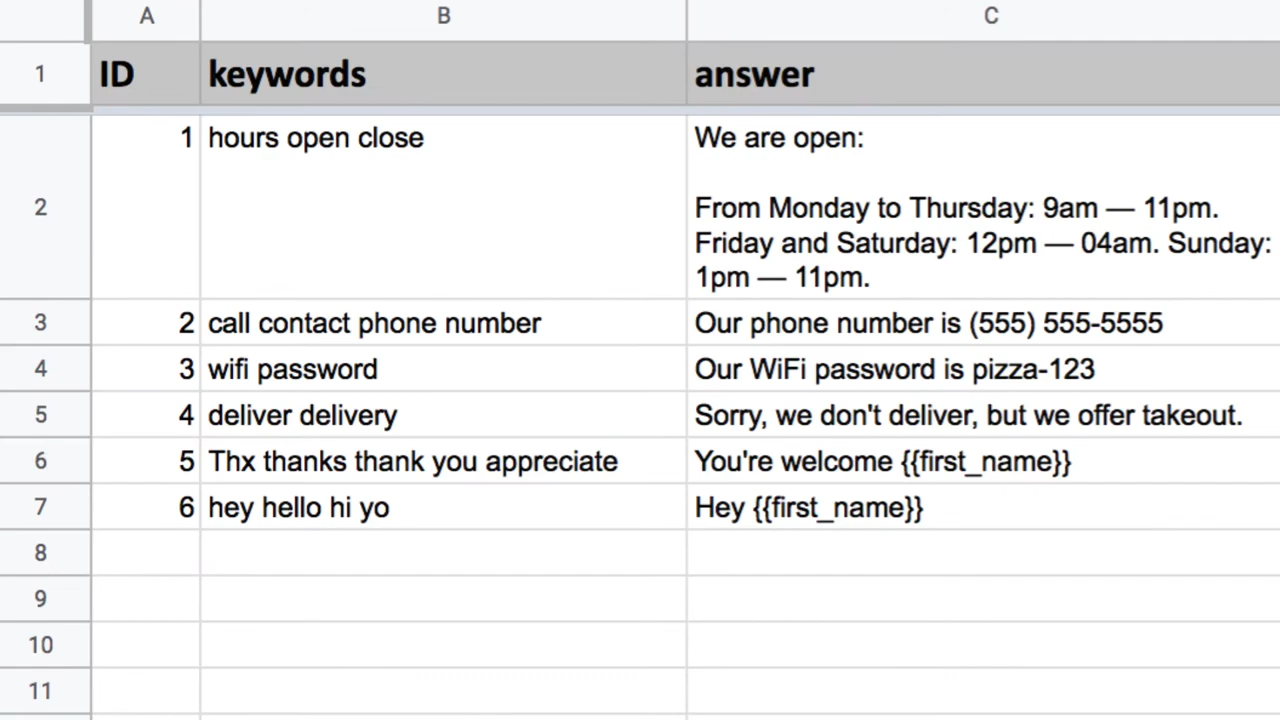 A B C
1 ID keywords answer
2 1 hours open close We are open:
From Monday to Thursday: 9am — 11pm.
Friday and Saturday: 12pm — 04am. Sunday:
1pm — 11pm.
3 2 call contact phone number Our phone number is (555) 555-5555
4 3 wifi password Our WiFi password is pizza-123
5 4 deliver delivery Sorry, we don't deliver, but we offer takeout.
6 5 Thx thanks thank you appreciate You're welcome {{first_name}}
7 6 hey hello hi yo Hey {{first_name}}
8
9
10
11